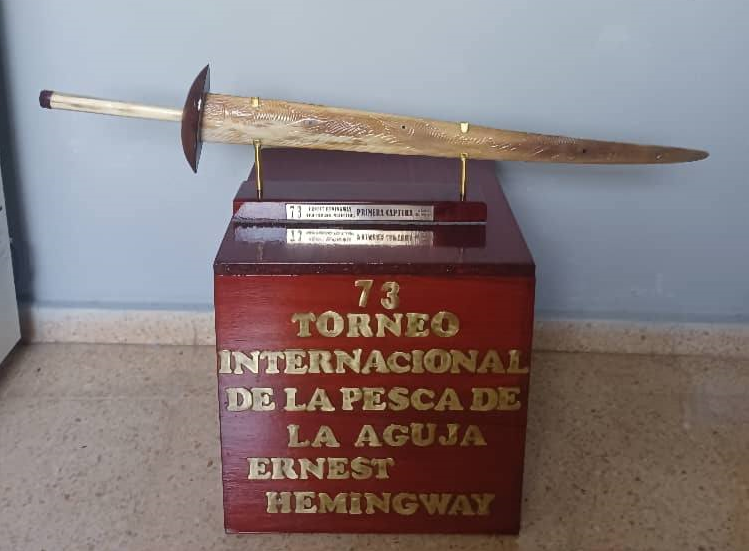 73
PRIMERA CAPTURA
73
TORNEO
INTERNACIONAL
DE LA PESCA DE
LA AGUJA
ERNEST
HEMINGWAY